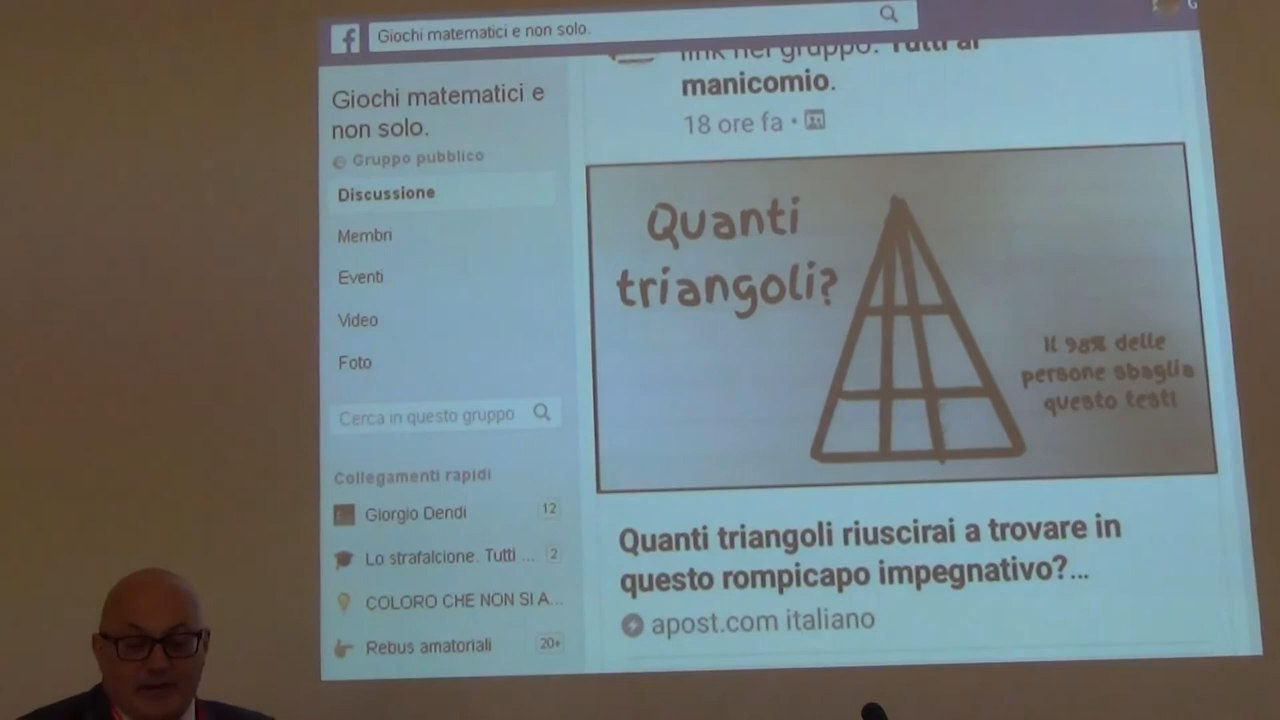 Giochi matematici e non solo.
G
Giochi matematici e
non solo.
Gruppo pubblico
Discussione
Membri
Eventi
Video
Foto
Cerca in questo gruppo
Collegamenti rapidi
Giorgio Dendi 12
Lo strafalcione. Tutti ... 2
COLORO CHE NON SI A...
Rebus amatoriali 20+
link nel gruppo. Tutti al
manicomio.
18 ore fa •
Quanti
triangoli?
Il 98% delle
persone sbaglia
questo testi
Quanti triangoli riuscirai a trovare in
questo rompicapo impegnativo?...
apost.com italiano